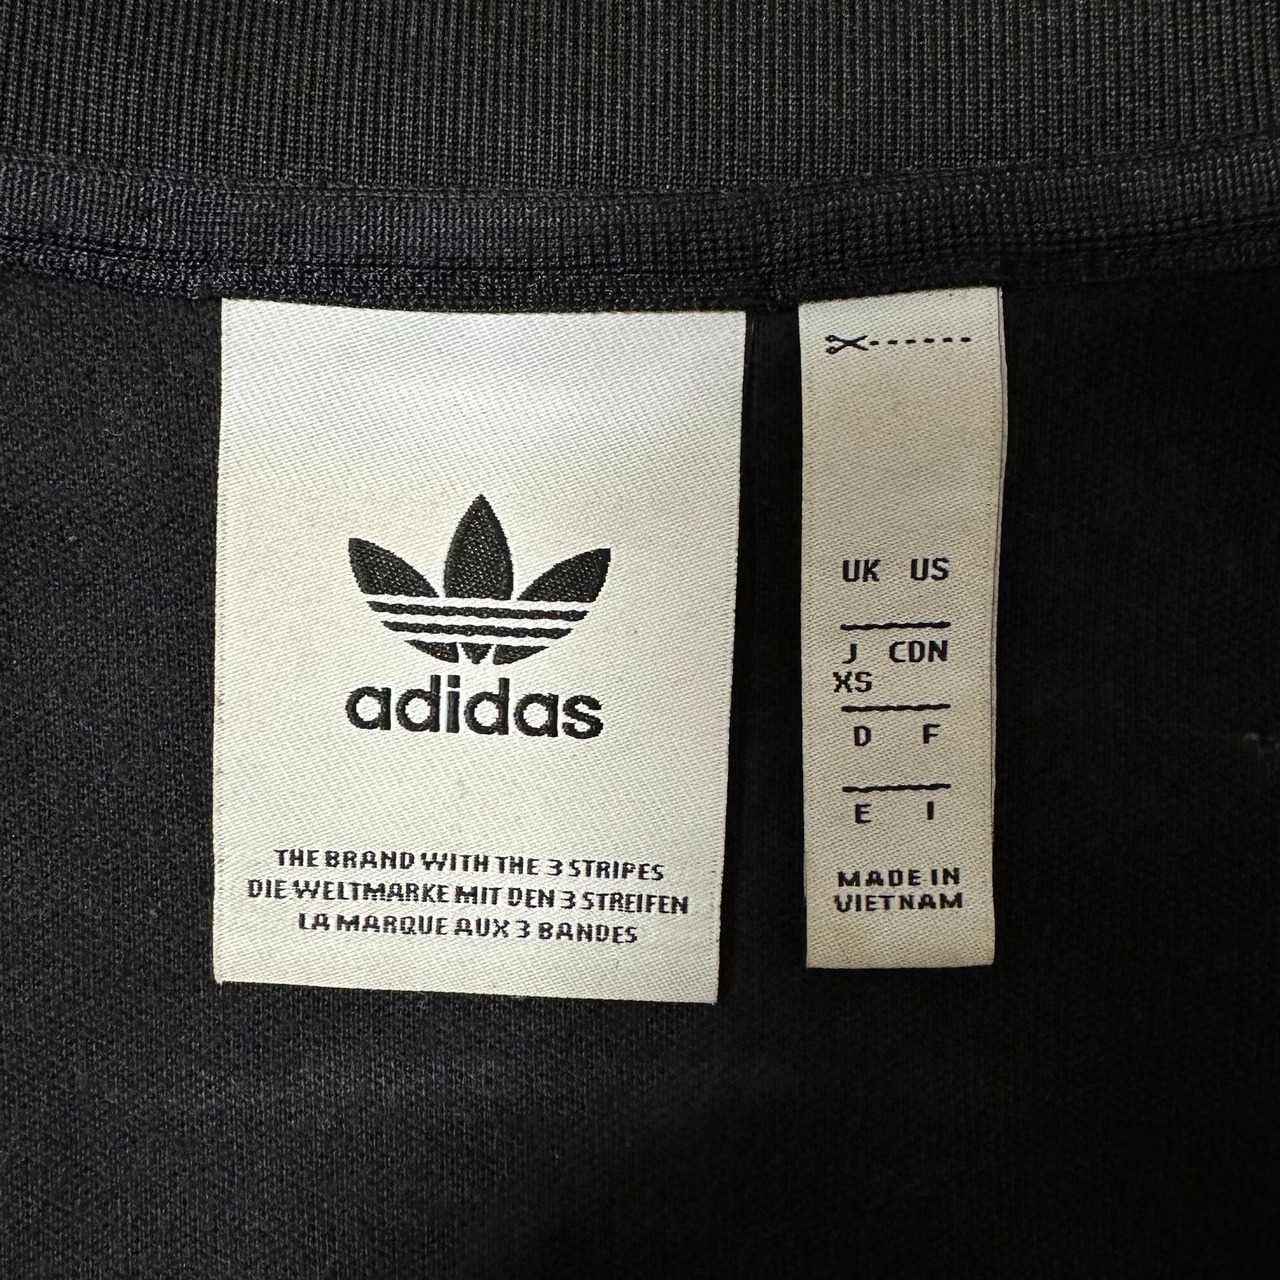 adidas
THE BRAND WITH THE 3 STRIPES
DIE WELTMARKE MIT DEN 3 STREIFEN
LA MARQUE AUX 3 BANDES
UK US
J CDN
XS
D F
E I
MADE IN
VIETNAM